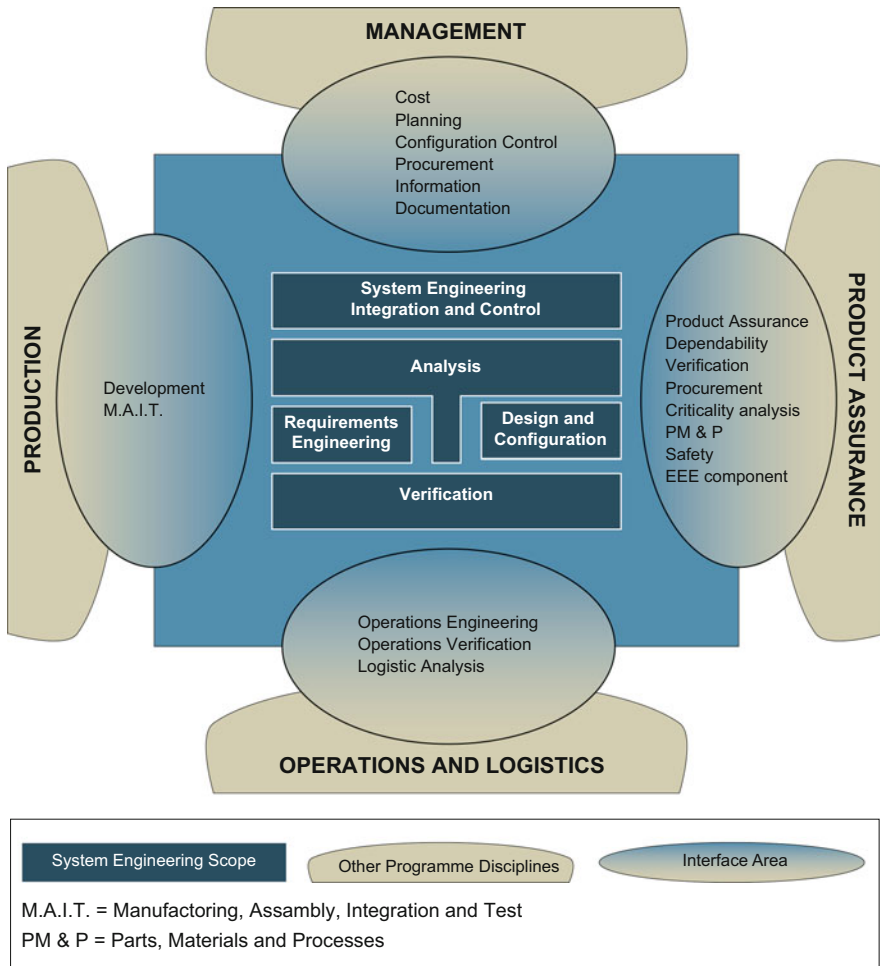 MANAGEMENT
Cost
Planning
Configuration Control
Procurement
Information
Documentation
PRODUCTION
Development
M.A.I.T.
System Engineering
Integration and Control
Analysis
Requirements
Engineering
Design and
Configuration
Verification
Product Assurance
Dependability
Verification
Procurement
Criticality analysis
PM & P
Safety
EEE component
PRODUCT ASSURANCE
Operations Engineering
Operations Verification
Logistic Analysis
OPERATIONS AND LOGISTICS
System Engineering Scope
Other Programme Disciplines
Interface Area
M.A.I.T. = Manufactoring, Assambly, Integration and Test
PM & P = Parts, Materials and Processes